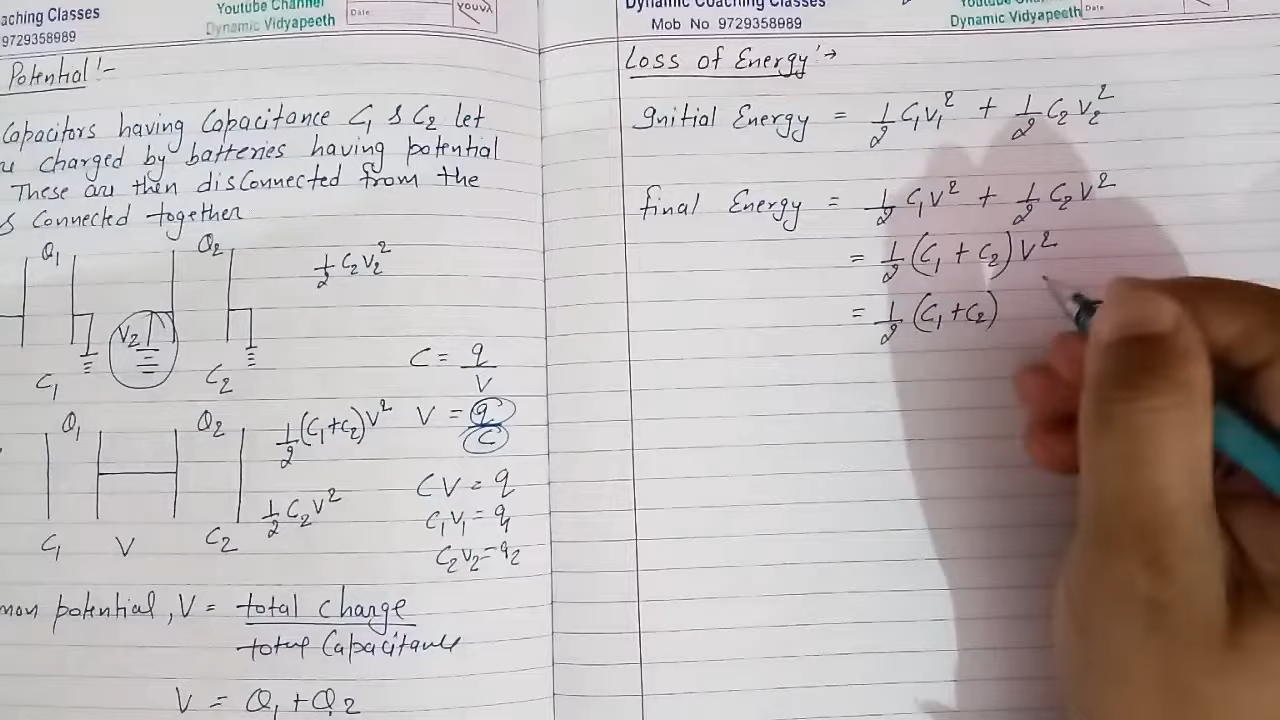 aching Classes
9729358989
Youtube Channel
Dynamic Vidyapeeth
Date
YOUVA
Potential :-
Capacitors having Capacitance C₁ & C₂ let
charged by batteries having potential
These are then disconnected from the
Connected together
Q₁ Q₂
1/2 C₂V₂²
V₂
C₁ C₂
C = q/V
Q₁ Q₂
1/2 (C₁+C₂)V²
V = q/C
1/2 C₂V²
CV = q
C₁V₁ = q₁
C₂V₂ = q₂
C₁ V C₂
mon potential, V = total charge
total Capacitance
V = Q₁ + Q₂
Dynamic Coaching Classes
Mob No 9729358989
Dynamic Vidyapeeth
Date
Loss of Energy :→
Initial Energy = 1/2 C₁V₁² + 1/2 C₂V₂²
final Energy = 1/2 C₁V² + 1/2 C₂V²
= 1/2 (C₁ + C₂) V²
= 1/2 (C₁+C₂)